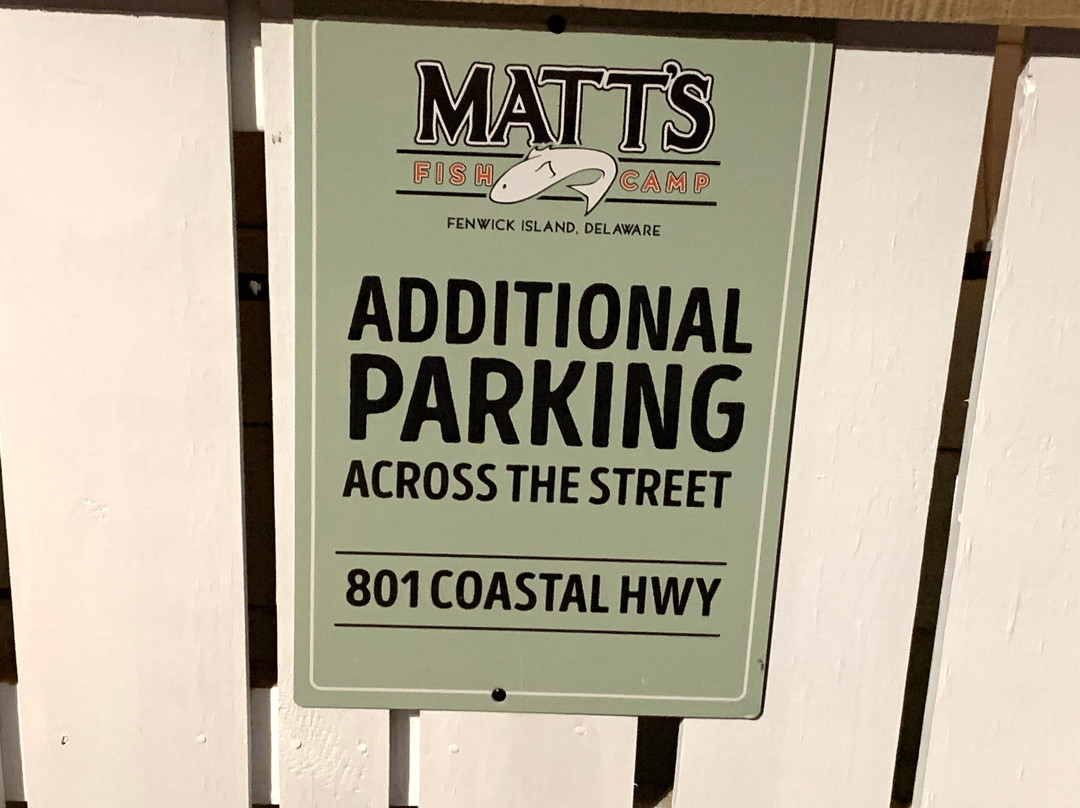 MATT'S
FISH CAMP
FENWICK ISLAND, DELAWARE
ADDITIONAL
PARKING
ACROSS THE STREET
801 COASTAL HWY